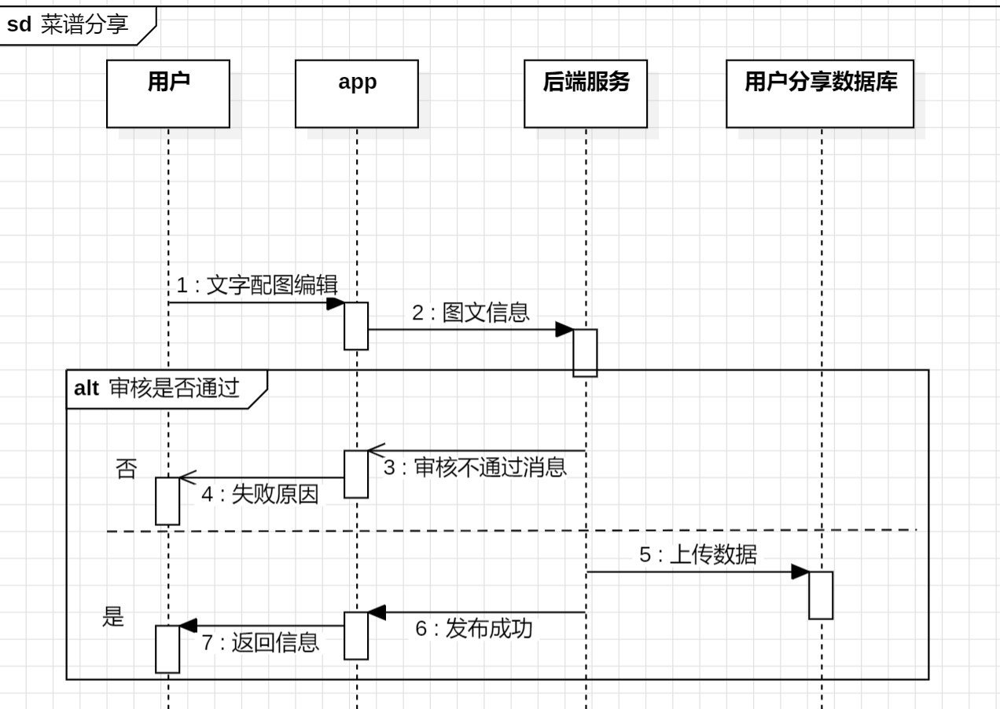 sd 菜谱分享
用户
app
后端服务
用户分享数据库
1 : 文字配图编辑
2 : 图文信息
alt 审核是否通过
否
3 : 审核不通过消息
4 : 失败原因
5 : 上传数据
是
6 : 发布成功
7 : 返回信息